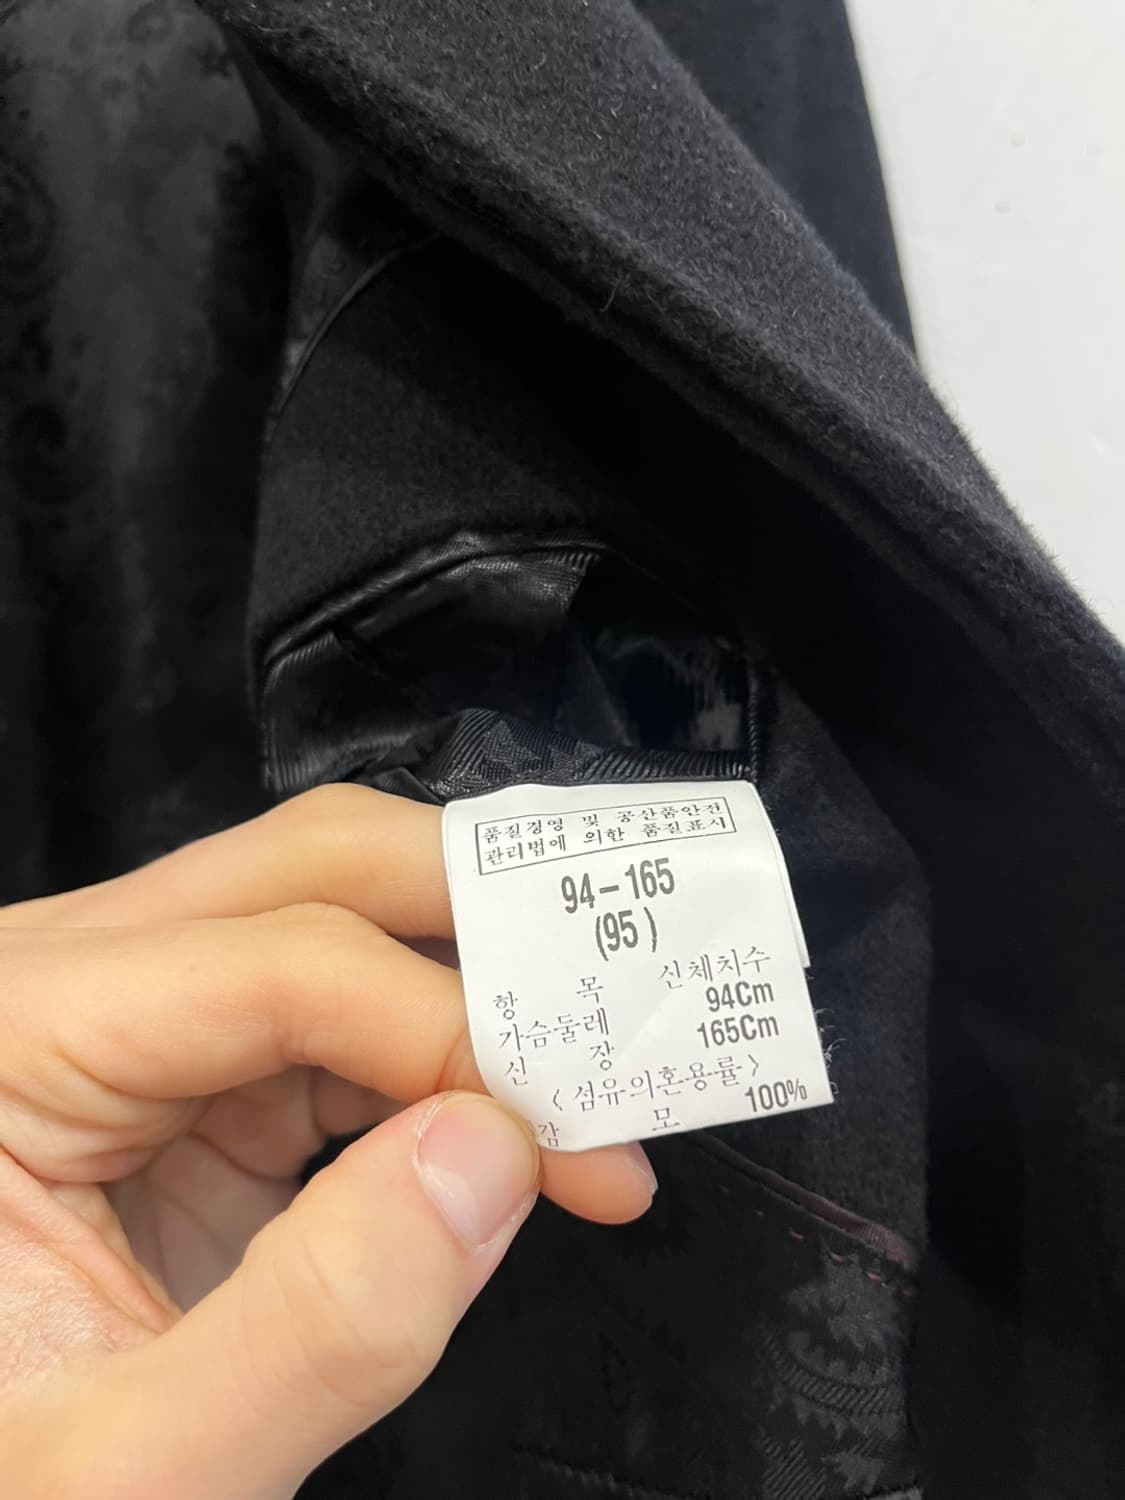 품질경영 및 공산품안전
관리법에 의한 품질표시
94-165
(95)
항 목 신체치수
가슴둘레 94Cm
신 장 165Cm
<섬유의혼용률>
모 100%